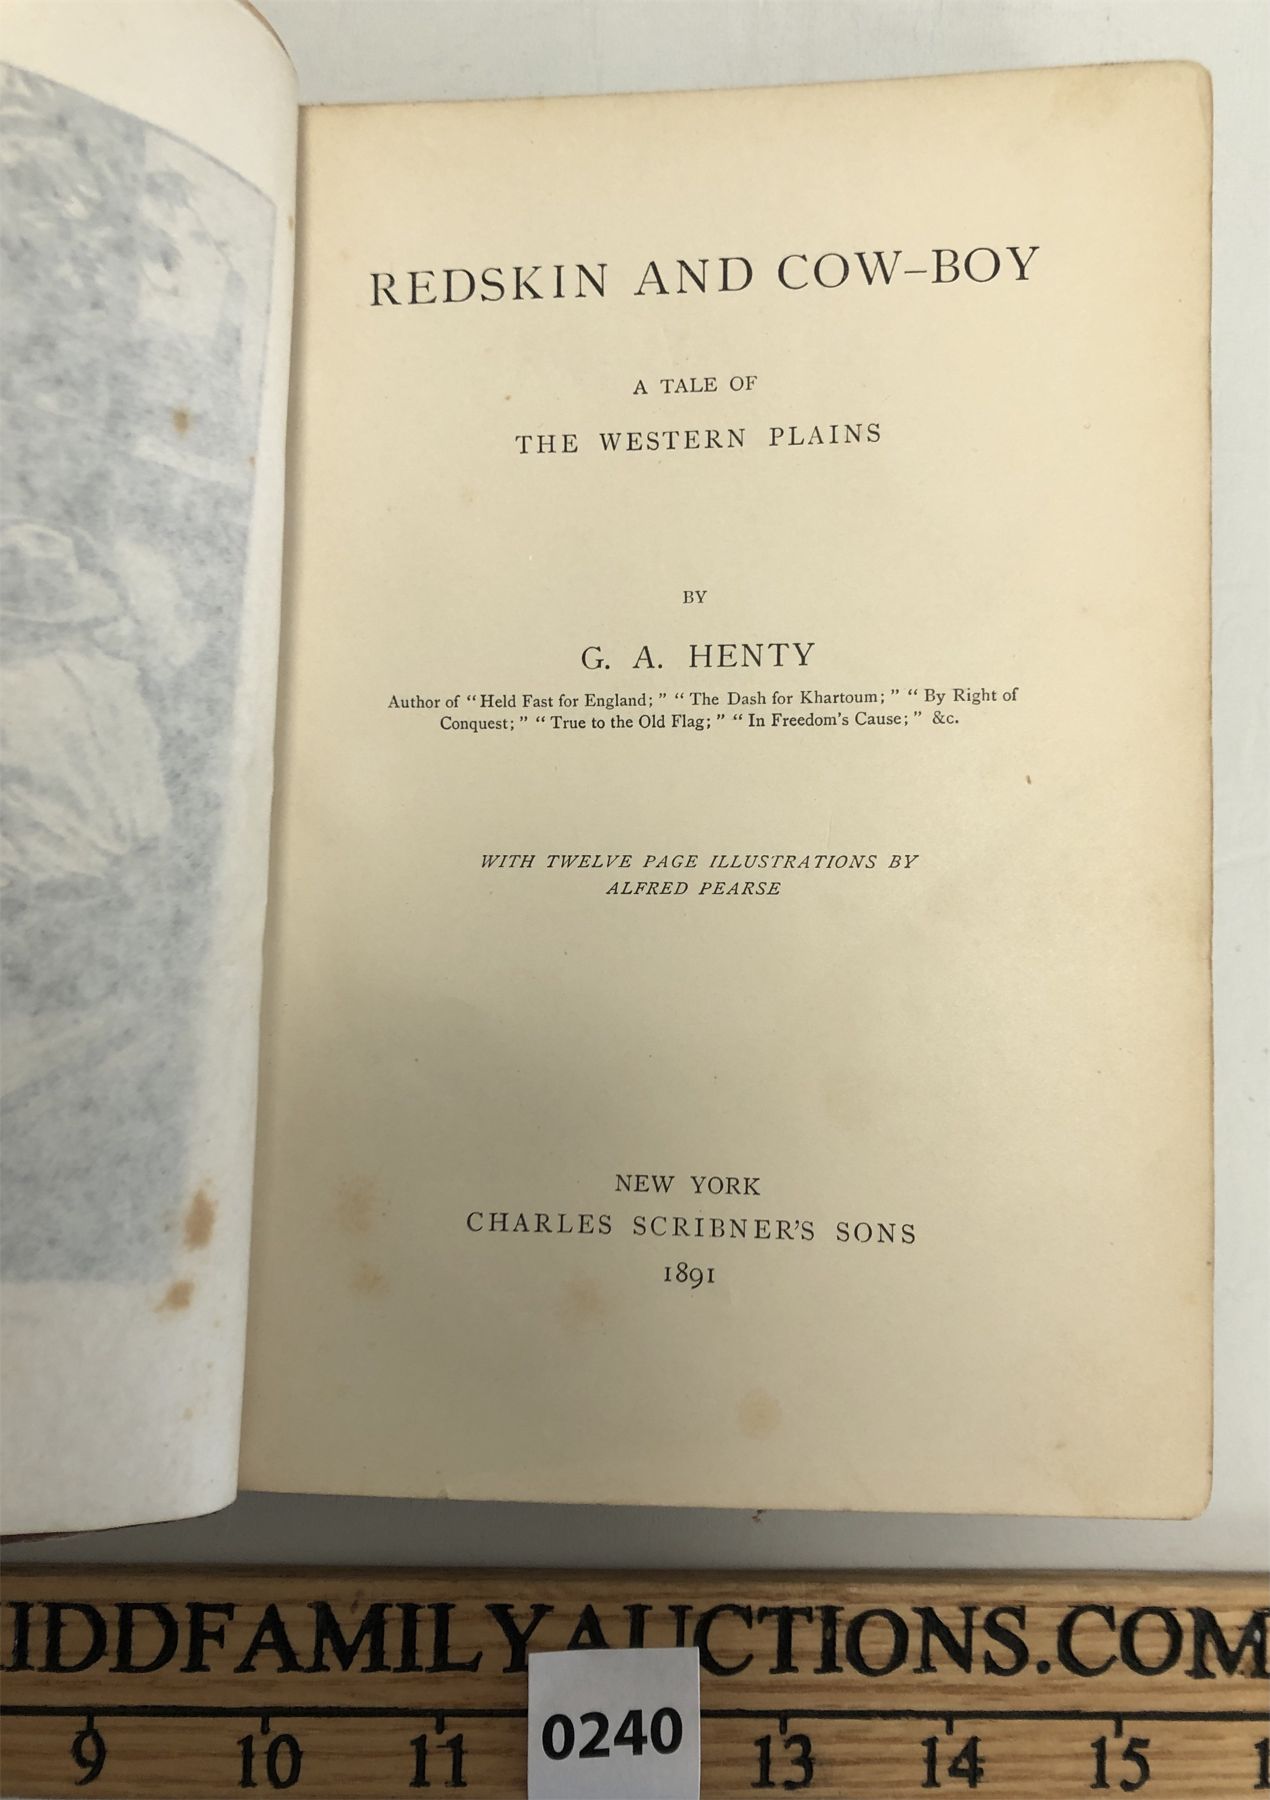 REDSKIN AND COW-BOY
A TALE OF
THE WESTERN PLAINS
BY
G. A. HENTY
Author of "Held Fast for England;" "The Dash for Khartoum;" "By Right of
Conquest;" "True to the Old Flag;" "In Freedom's Cause;" &c.
WITH TWELVE PAGE ILLUSTRATIONS BY
ALFRED PEARSE
NEW YORK
CHARLES SCRIBNER'S SONS
1891
IDDFAMILYAUCTIONS.COM
0240
9 10 11 13 14 15